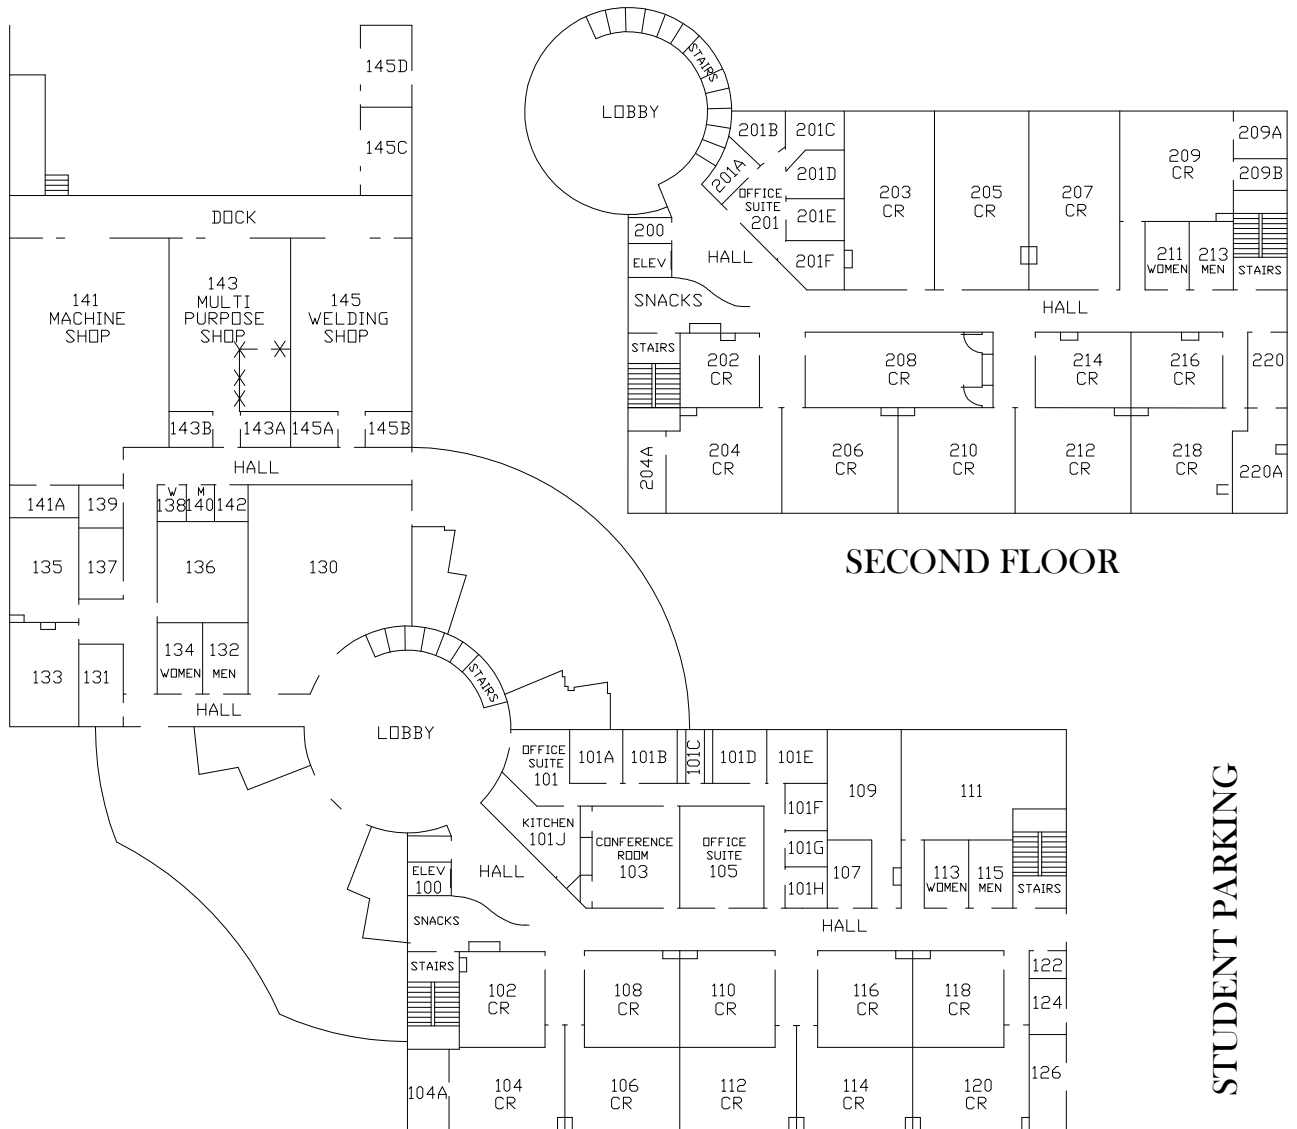 145D
LOBBY
STAIRS
201B
201C
209A
145C
209
CR
209B
201A
201D
203
CR
205
CR
207
CR
OFFICE
SUITE
201
201E
DOCK
200
HALL
201F
211
WOMEN
213
MEN
STAIRS
ELEV
SNACKS
HALL
141
MACHINE
SHOP
143
MULTI
PURPOSE
SHOP
145
WELDING
SHOP
STAIRS
202
CR
208
CR
214
CR
216
CR
220
143B
143A
145A
145B
204A
204
CR
206
CR
210
CR
212
CR
218
CR
220A
HALL
141A
139
W
138
M
140
142
SECOND FLOOR
135
137
136
130
134
WOMEN
132
MEN
133
131
STAIRS
HALL
LOBBY
OFFICE
SUITE
101
101A
101B
101C
101D
101E
109
111
101F
KITCHEN
101J
CONFERENCE
ROOM
103
OFFICE
SUITE
105
101G
101H
107
113
WOMEN
115
MEN
STAIRS
ELEV
100
HALL
SNACKS
HALL
STUDENT PARKING
STAIRS
102
CR
108
CR
110
CR
116
CR
118
CR
122
124
104A
104
CR
106
CR
112
CR
114
CR
120
CR
126